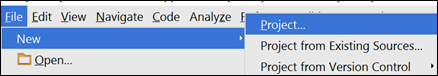 File Edit View Navigate Code Analyze
New Project...
Open... Project from Existing Sources...
Project from Version Control